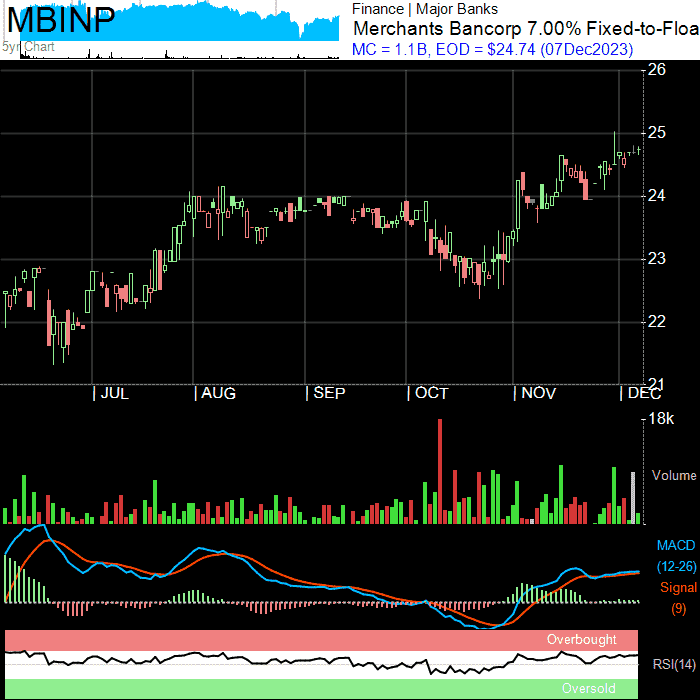 MBINP
5yr Chart
Finance | Major Banks
Merchants Bancorp 7.00% Fixed-to-Floa
MC = 1.1B, EOD = $24.74 (07Dec2023)
26
25
24
23
22
21
| JUL | AUG | SEP | OCT | NOV | DEC
18k
Volume
MACD
(12-26)
Signal
(9)
Overbought
RSI(14)
Oversold